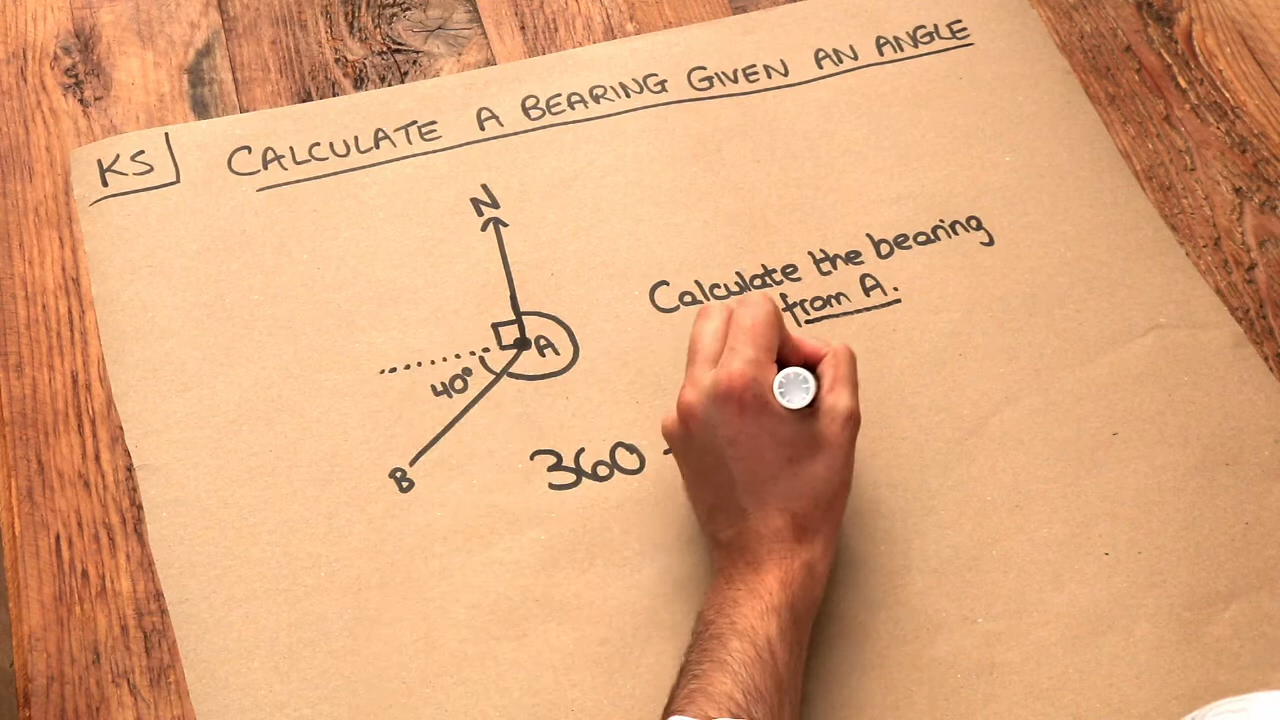 KS
CALCULATE A BEARING GIVEN AN ANGLE
N
A
40°
B
Calculate the bearing
from A.
360